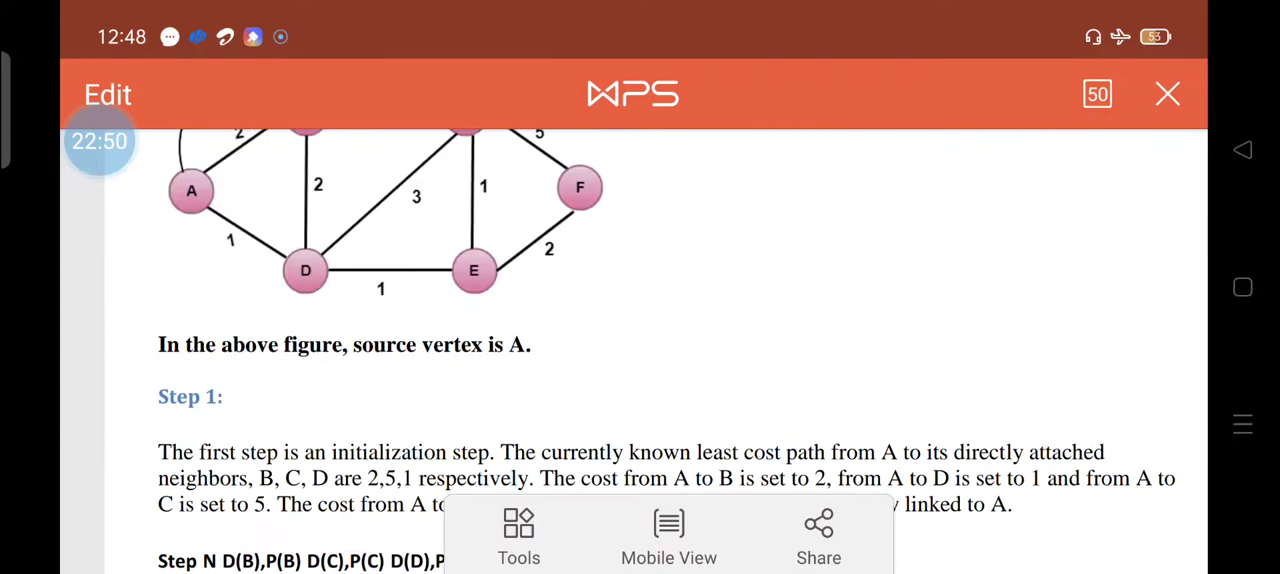 12:48
53
Edit
WPS
50
22:50
2
5
A
2
3
1
F
1
2
D
E
1
In the above figure, source vertex is A.
Step 1:
The first step is an initialization step. The currently known least cost path from A to its directly attached
neighbors, B, C, D are 2,5,1 respectively. The cost from A to B is set to 2, from A to D is set to 1 and from A to
C is set to 5. The cost from A to linked to A.
Step N D(B),P(B) D(C),P(C) D(D),P
Tools
Mobile View
Share